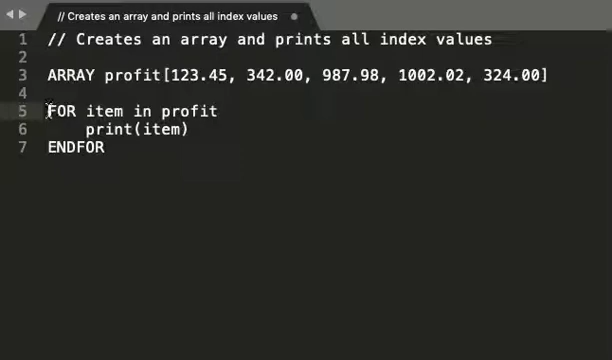 // Creates an array and prints all index values
1 // Creates an array and prints all index values
2
3 ARRAY profit[123.45, 342.00, 987.98, 1002.02, 324.00]
4
5 FOR item in profit
6 print(item)
7 ENDFOR